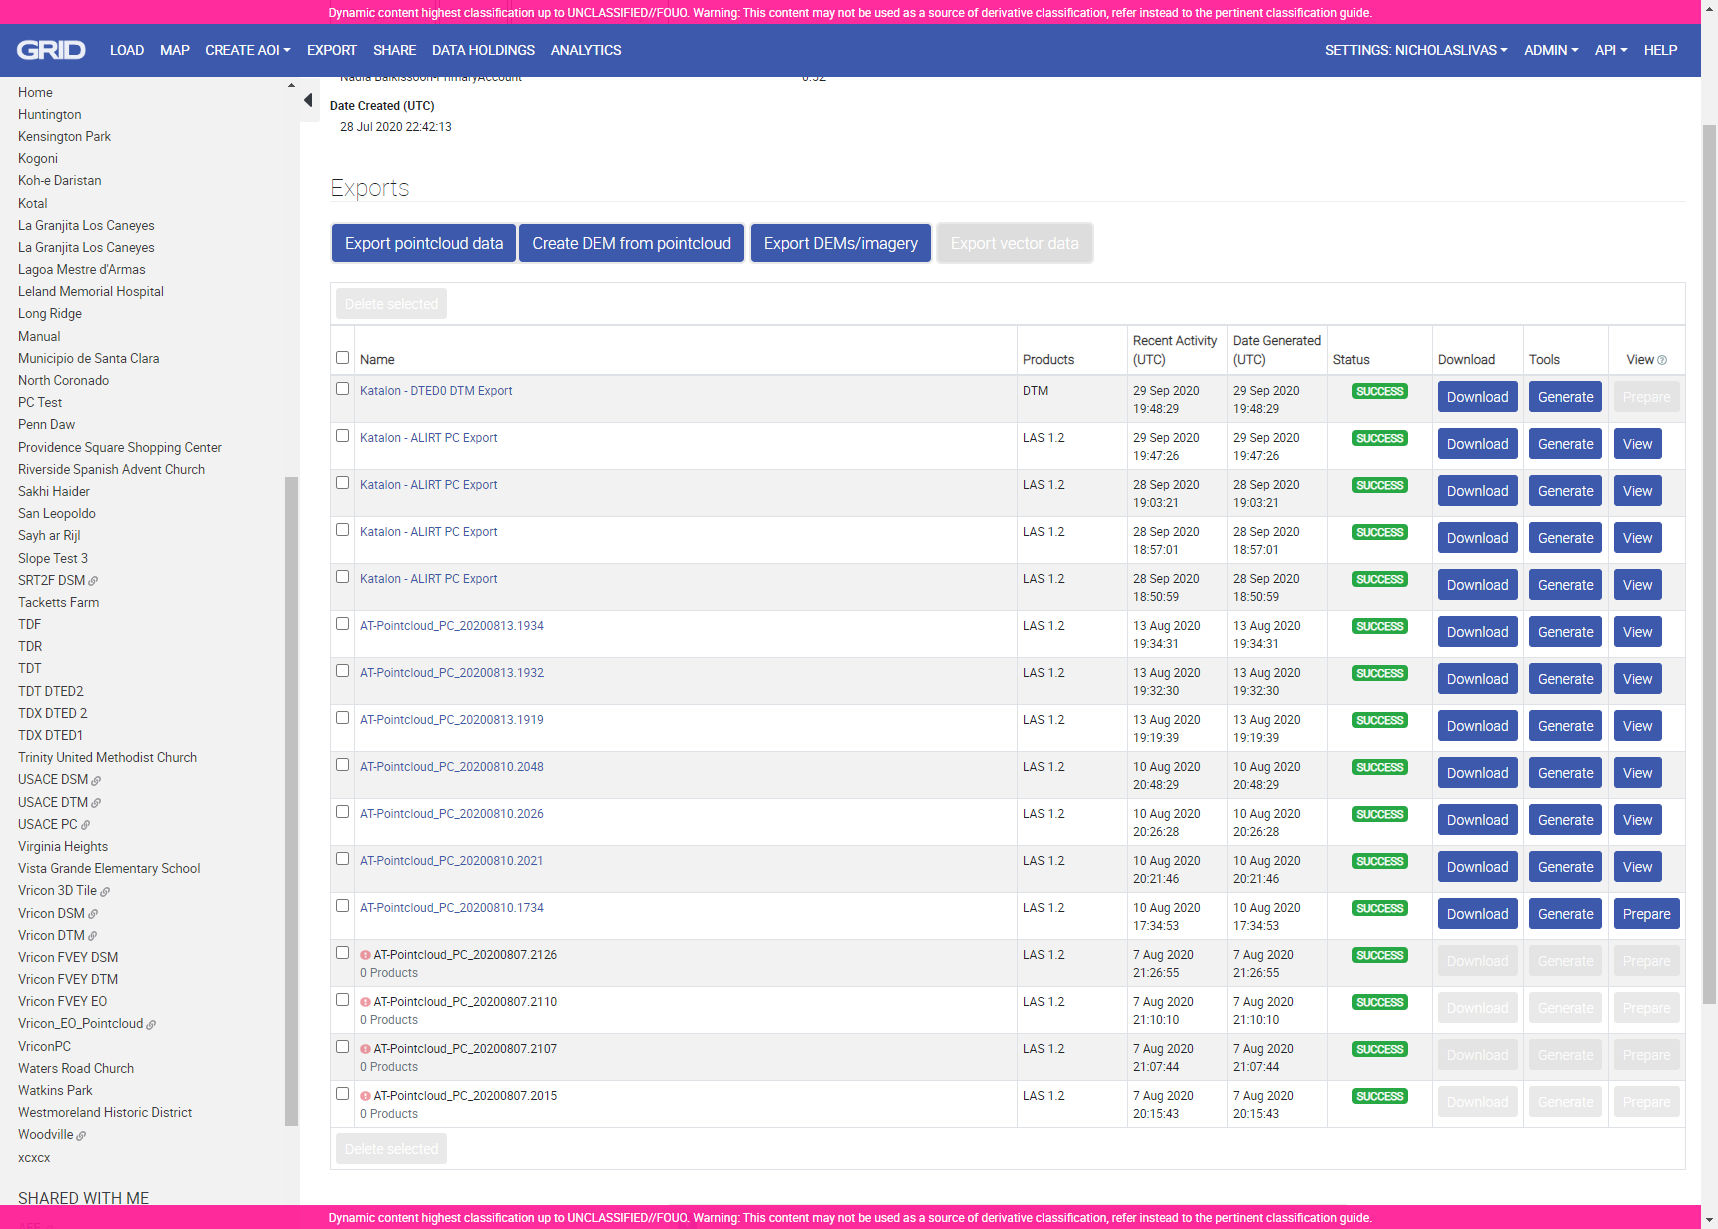 Dynamic content highest classification up to UNCLASSIFIED//FOUO. Warning: This content may not be used as a source of derivative classification, refer instead to the pertinent classification guide.
GRID LOAD MAP CREATE AOI EXPORT SHARE DATA HOLDINGS ANALYTICS SETTINGS: NICHOLASLIVAS ADMIN API HELP
Home
Huntington
Kensington Park
Kogoni
Koh-e Daristan
Kotal
La Granjita Los Caneyes
La Granjita Los Caneyes
Lagoa Mestre d'Armas
Leland Memorial Hospital
Long Ridge
Manual
Municipio de Santa Clara
North Coronado
PC Test
Penn Daw
Providence Square Shopping Center
Riverside Spanish Advent Church
Sakhi Haider
San Leopoldo
Sayh ar Rijl
Slope Test 3
SRT2F DSM
Tacketts Farm
TDF
TDR
TDT
TDT DTED2
TDX DTED 2
TDX DTED1
Trinity United Methodist Church
USACE DSM
USACE DTM
USACE PC
Virginia Heights
Vista Grande Elementary School
Vricon 3D Tile
Vricon DSM
Vricon DTM
Vricon FVEY DSM
Vricon FVEY DTM
Vricon FVEY EO
Vricon_EO_Pointcloud
VriconPC
Waters Road Church
Watkins Park
Westmoreland Historic District
Woodville
xcxcx
SHARED WITH ME
Nadia Balkissoon-PrimaryAccount
Date Created (UTC)
28 Jul 2020 22:42:13
Exports
Export pointcloud data Create DEM from pointcloud Export DEMs/imagery Export vector data
Delete selected
Name Products Recent Activity (UTC) Date Generated (UTC) Status Download Tools View
Katalon - DTED0 DTM Export DTM 29 Sep 2020 29 Sep 2020 SUCCESS Download Generate Prepare
19:48:29 19:48:29
Katalon - ALIRT PC Export LAS 1.2 29 Sep 2020 29 Sep 2020 SUCCESS Download Generate View
19:47:26 19:47:26
Katalon - ALIRT PC Export LAS 1.2 28 Sep 2020 28 Sep 2020 SUCCESS Download Generate View
19:03:21 19:03:21
Katalon - ALIRT PC Export LAS 1.2 28 Sep 2020 28 Sep 2020 SUCCESS Download Generate View
18:57:01 18:57:01
Katalon - ALIRT PC Export LAS 1.2 28 Sep 2020 28 Sep 2020 SUCCESS Download Generate View
18:50:59 18:50:59
AT-Pointcloud_PC_20200813.1934 LAS 1.2 13 Aug 2020 13 Aug 2020 SUCCESS Download Generate View
19:34:31 19:34:31
AT-Pointcloud_PC_20200813.1932 LAS 1.2 13 Aug 2020 13 Aug 2020 SUCCESS Download Generate View
19:32:30 19:32:30
AT-Pointcloud_PC_20200813.1919 LAS 1.2 13 Aug 2020 13 Aug 2020 SUCCESS Download Generate View
19:19:39 19:19:39
AT-Pointcloud_PC_20200810.2048 LAS 1.2 10 Aug 2020 10 Aug 2020 SUCCESS Download Generate View
20:48:29 20:48:29
AT-Pointcloud_PC_20200810.2026 LAS 1.2 10 Aug 2020 10 Aug 2020 SUCCESS Download Generate View
20:26:28 20:26:28
AT-Pointcloud_PC_20200810.2021 LAS 1.2 10 Aug 2020 10 Aug 2020 SUCCESS Download Generate View
20:21:46 20:21:46
AT-Pointcloud_PC_20200810.1734 LAS 1.2 10 Aug 2020 10 Aug 2020 SUCCESS Download Generate Prepare
17:34:53 17:34:53
AT-Pointcloud_PC_20200807.2126 LAS 1.2 7 Aug 2020 7 Aug 2020 SUCCESS Download Generate Prepare
0 Products 21:26:55 21:26:55
AT-Pointcloud_PC_20200807.2110 LAS 1.2 7 Aug 2020 7 Aug 2020 SUCCESS Download Generate Prepare
0 Products 21:10:10 21:10:10
AT-Pointcloud_PC_20200807.2107 LAS 1.2 7 Aug 2020 7 Aug 2020 SUCCESS Download Generate Prepare
0 Products 21:07:44 21:07:44
AT-Pointcloud_PC_20200807.2015 LAS 1.2 7 Aug 2020 7 Aug 2020 SUCCESS Download Generate Prepare
0 Products 20:15:43 20:15:43
Delete selected
Dynamic content highest classification up to UNCLASSIFIED//FOUO. Warning: This content may not be used as a source of derivative classification, refer instead to the pertinent classification guide.